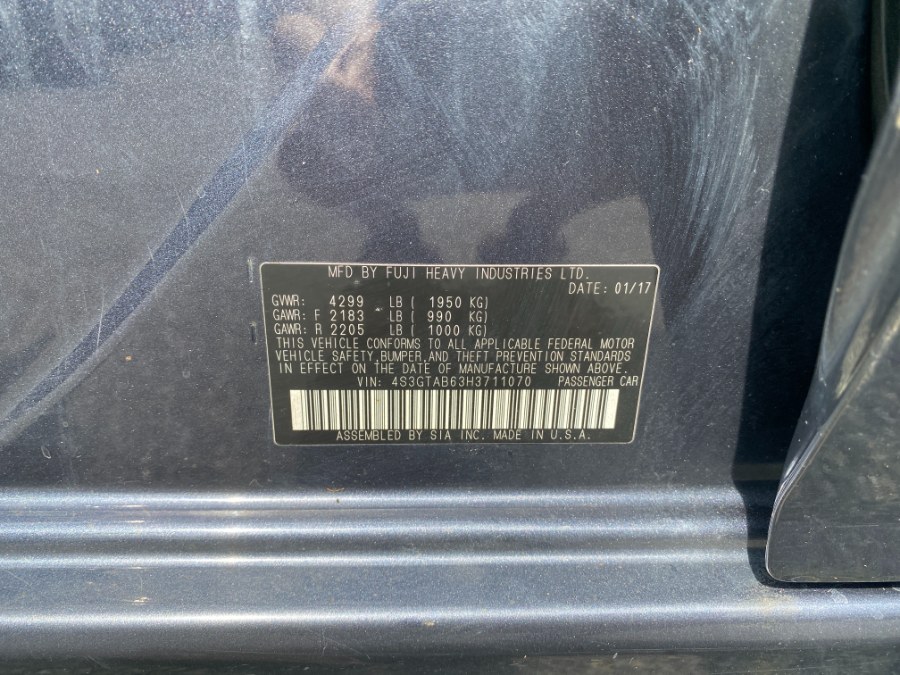 MFD BY FUJI HEAVY INDUSTRIES LTD.
DATE: 01/17
GVWR: 4299 LB ( 1950 KG)
GAWR: F 2183 LB ( 990 KG)
GAWR: R 2205 LB ( 1000 KG)
THIS VEHICLE CONFORMS TO ALL APPLICABLE FEDERAL MOTOR
VEHICLE SAFETY,BUMPER,AND THEFT PREVENTION STANDARDS
IN EFFECT ON THE DATE OF MANUFACTURE SHOWN ABOVE.
VIN: 4S3GTAB63H3711070 PASSENGER CAR
ASSEMBLED BY SIA INC. MADE IN U.S.A.